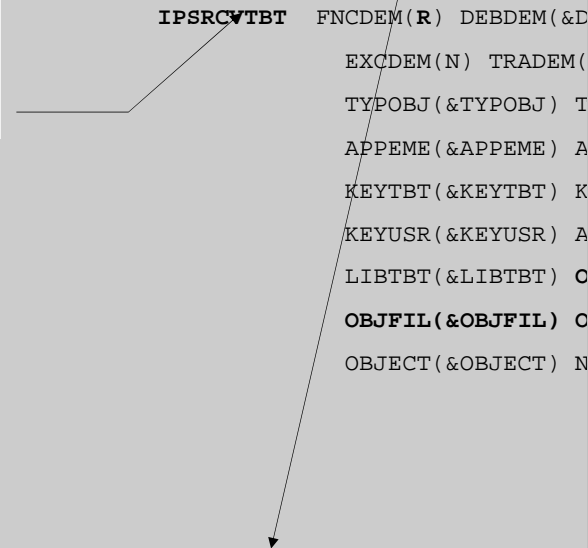 IPSRCVTBT FNCDEM(R) DEBDEM(&D
EXCDEM(N) TRADEM(
TYPOBJ(&TYPOBJ) T
APPEME(&APPEME) A
KEYTBT(&KEYTBT) K
KEYUSR(&KEYUSR) A
LIBTBT(&LIBTBT) O
OBJFIL(&OBJFIL) O
OBJECT(&OBJECT) N